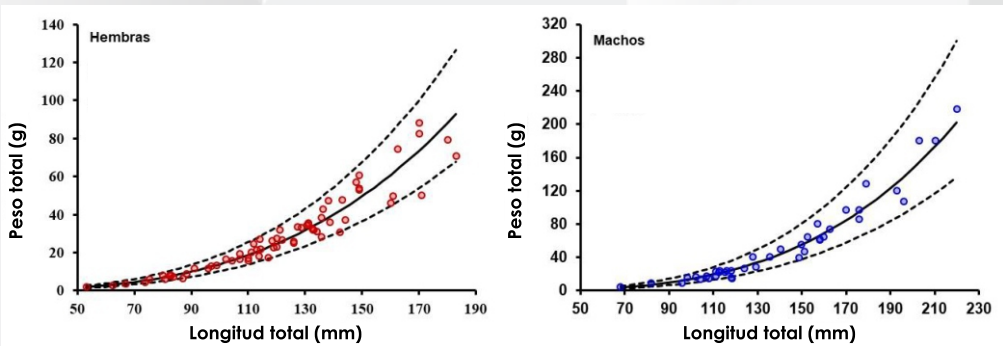 Hembras
Peso total (g)
140
120
100
80
60
40
20
0
50 70 90 110 130 150 170 190
Longitud total (mm)
Machos
Peso total (g)
320
280
240
200
160
120
80
40
0
50 70 90 110 130 150 170 190 210 230
Longitud total (mm)